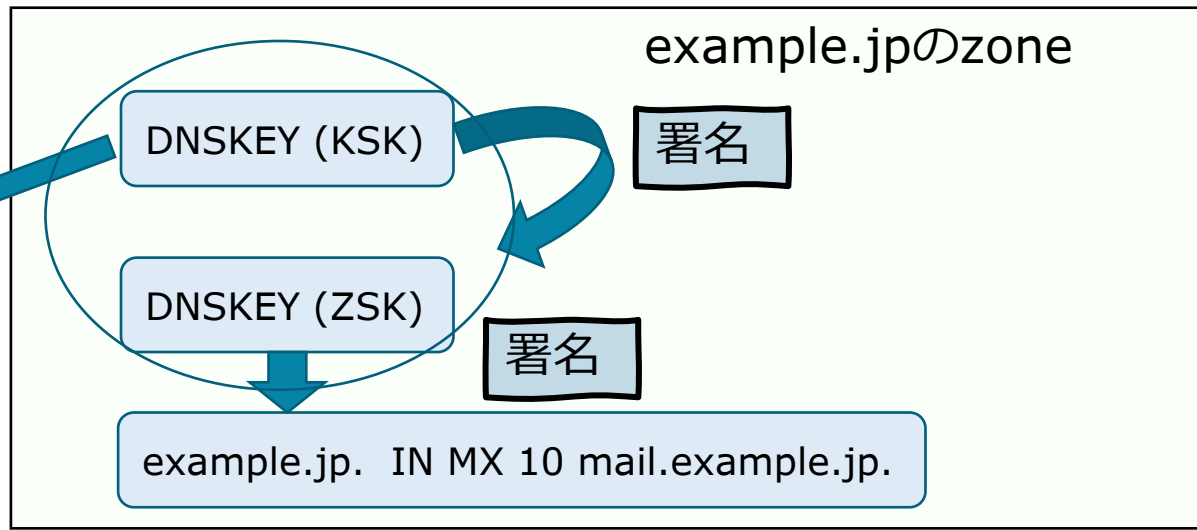 example.jpのzone
DNSKEY (KSK)
署名
DNSKEY (ZSK)
署名
example.jp. IN MX 10 mail.example.jp.